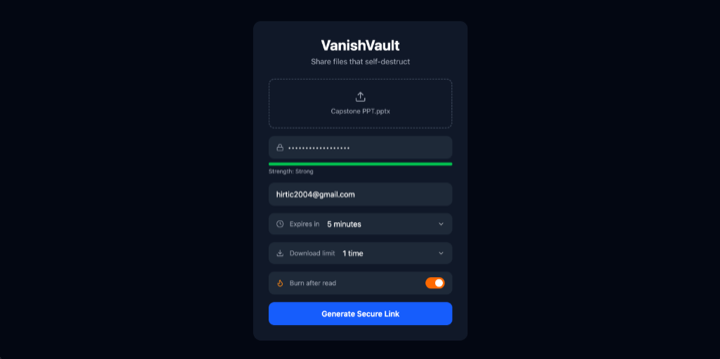 VanishVault
Share files that self-destruct
Capstone PPT.pptx
••••••••••••••••••
Strength: Strong
hirtic2004@gmail.com
Expires in 5 minutes
Download limit 1 time
Burn after read
Generate Secure Link